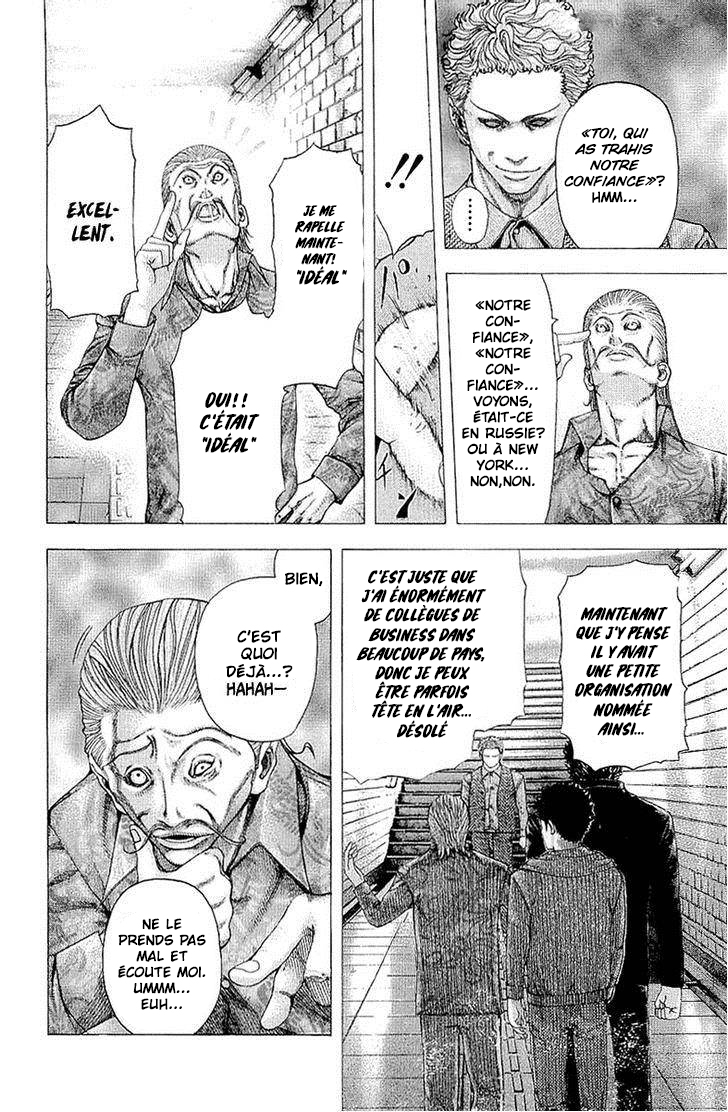 «TOI, QUI
AS TRAHIS
NOTRE
CONFIANCE»?
HMM...
......
«NOTRE
CON-
FIANCE»,
«NOTRE
CON-
FIANCE»...
VOYONS,
ÉTAIT-CE
EN RUSSIE?
OU À NEW
YORK...
NON,NON.
!!
JE ME
RAPELLE
MAINTE-
NANT!
"IDÉAL"
EXCEL-
LENT.
OUI!!
C'ÉTAIT
"IDÉAL"
MAINTENANT
QUE J'Y PENSE
IL Y AVAIT
UNE PETITE
ORGANISATION
NOMMÉE
AINSI...
C'EST JUSTE QUE
J'AI ÉNORMÉMENT
DE COLLÈGUES DE
BUSINESS DANS
BEAUCOUP DE PAYS,
DONC JE PEUX
ÊTRE PARFOIS
TÊTE EN L'AIR...
DÉSOLÉ
BIEN,
C'EST
QUOI
DÉJÀ...?
HAHAH—
NE LE
PRENDS PAS
MAL ET
ÉCOUTE MOI.
UMMM...
EUH...